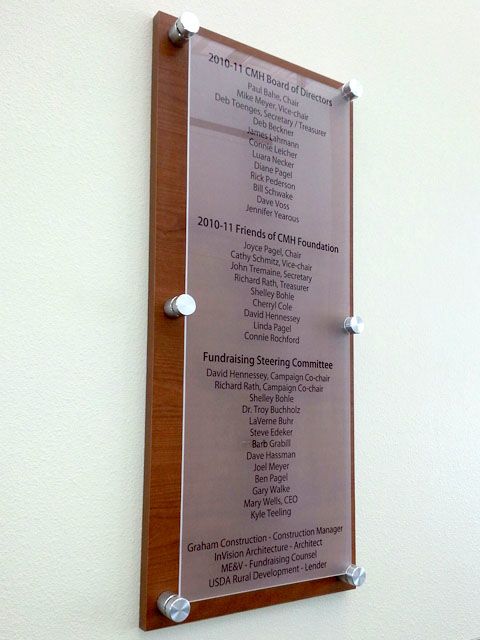 2010-11 CMH Board of Directors
Paul Bahe, Chair
Mike Meyer, Vice-chair
Deb Toenges, Secretary / Treasurer
Deb Beckner
James Lahrmann
Connie Leicher
Luara Necker
Diane Pagel
Rick Pederson
Bill Schwake
Dave Voss
Jennifer Yearous
2010-11 Friends of CMH Foundation
Joyce Pagel, Chair
Cathy Schmitz, Vice-chair
John Tremaine, Secretary
Richard Rath, Treasurer
Shelley Bohle
Cherryl Cole
David Hennessey
Linda Pagel
Connie Rochford
Fundraising Steering Committee
David Hennessey, Campaign Co-chair
Richard Rath, Campaign Co-chair
Shelley Bohle
Dr. Troy Buchholz
LaVerne Buhr
Steve Edeker
Barb Grabill
Dave Hassman
Joel Meyer
Ben Pagel
Gary Walke
Mary Wells, CEO
Kyle Teeling
Graham Construction - Construction Manager
InVision Architecture - Architect
ME&V - Fundraising Counsel
USDA Rural Development - Lender